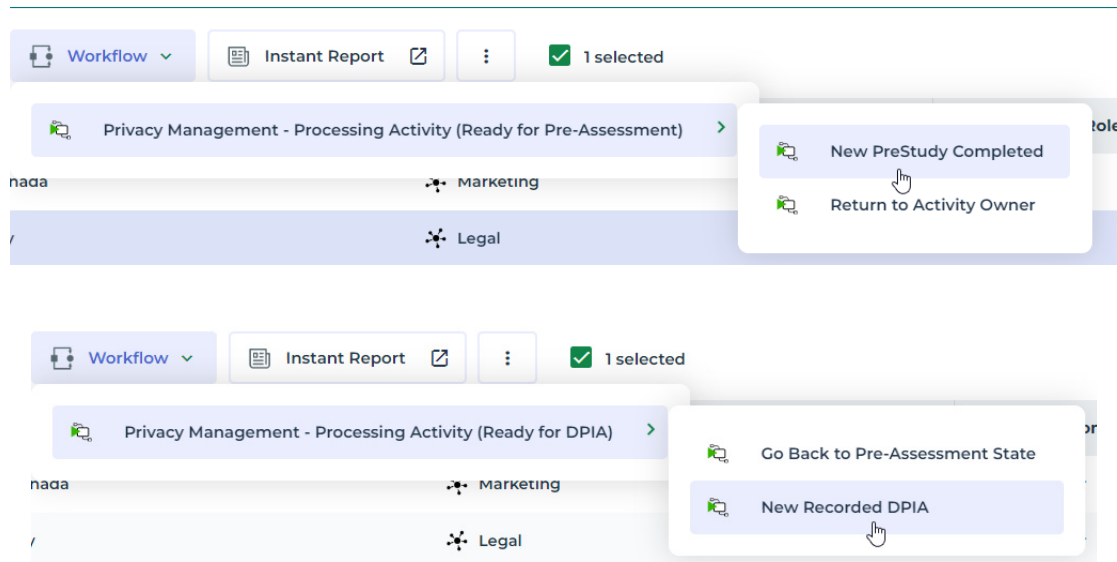 Workflow Instant Report 1 selected
Privacy Management - Processing Activity (Ready for Pre-Assessment)
New PreStudy Completed
Return to Activity Owner
Marketing
Legal
Workflow Instant Report 1 selected
Privacy Management - Processing Activity (Ready for DPIA)
Go Back to Pre-Assessment State
New Recorded DPIA
Marketing
Legal